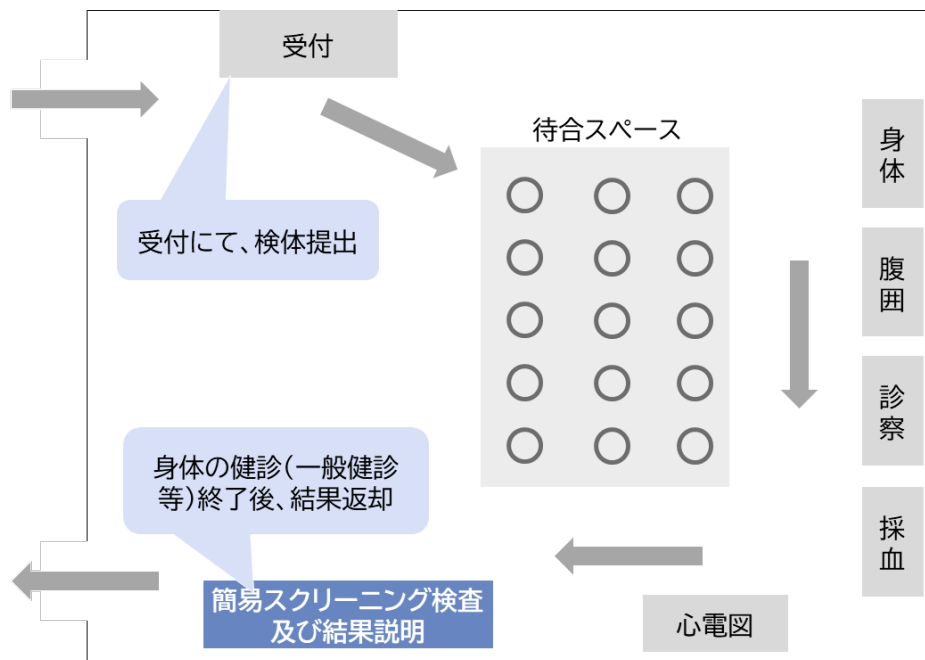 受付
受付にて、検体提出
待合スペース
身体
腹囲
診察
採血
心電図
身体の健診(一般健診
等)終了後、結果返却
簡易スクリーニング検査
及び結果説明